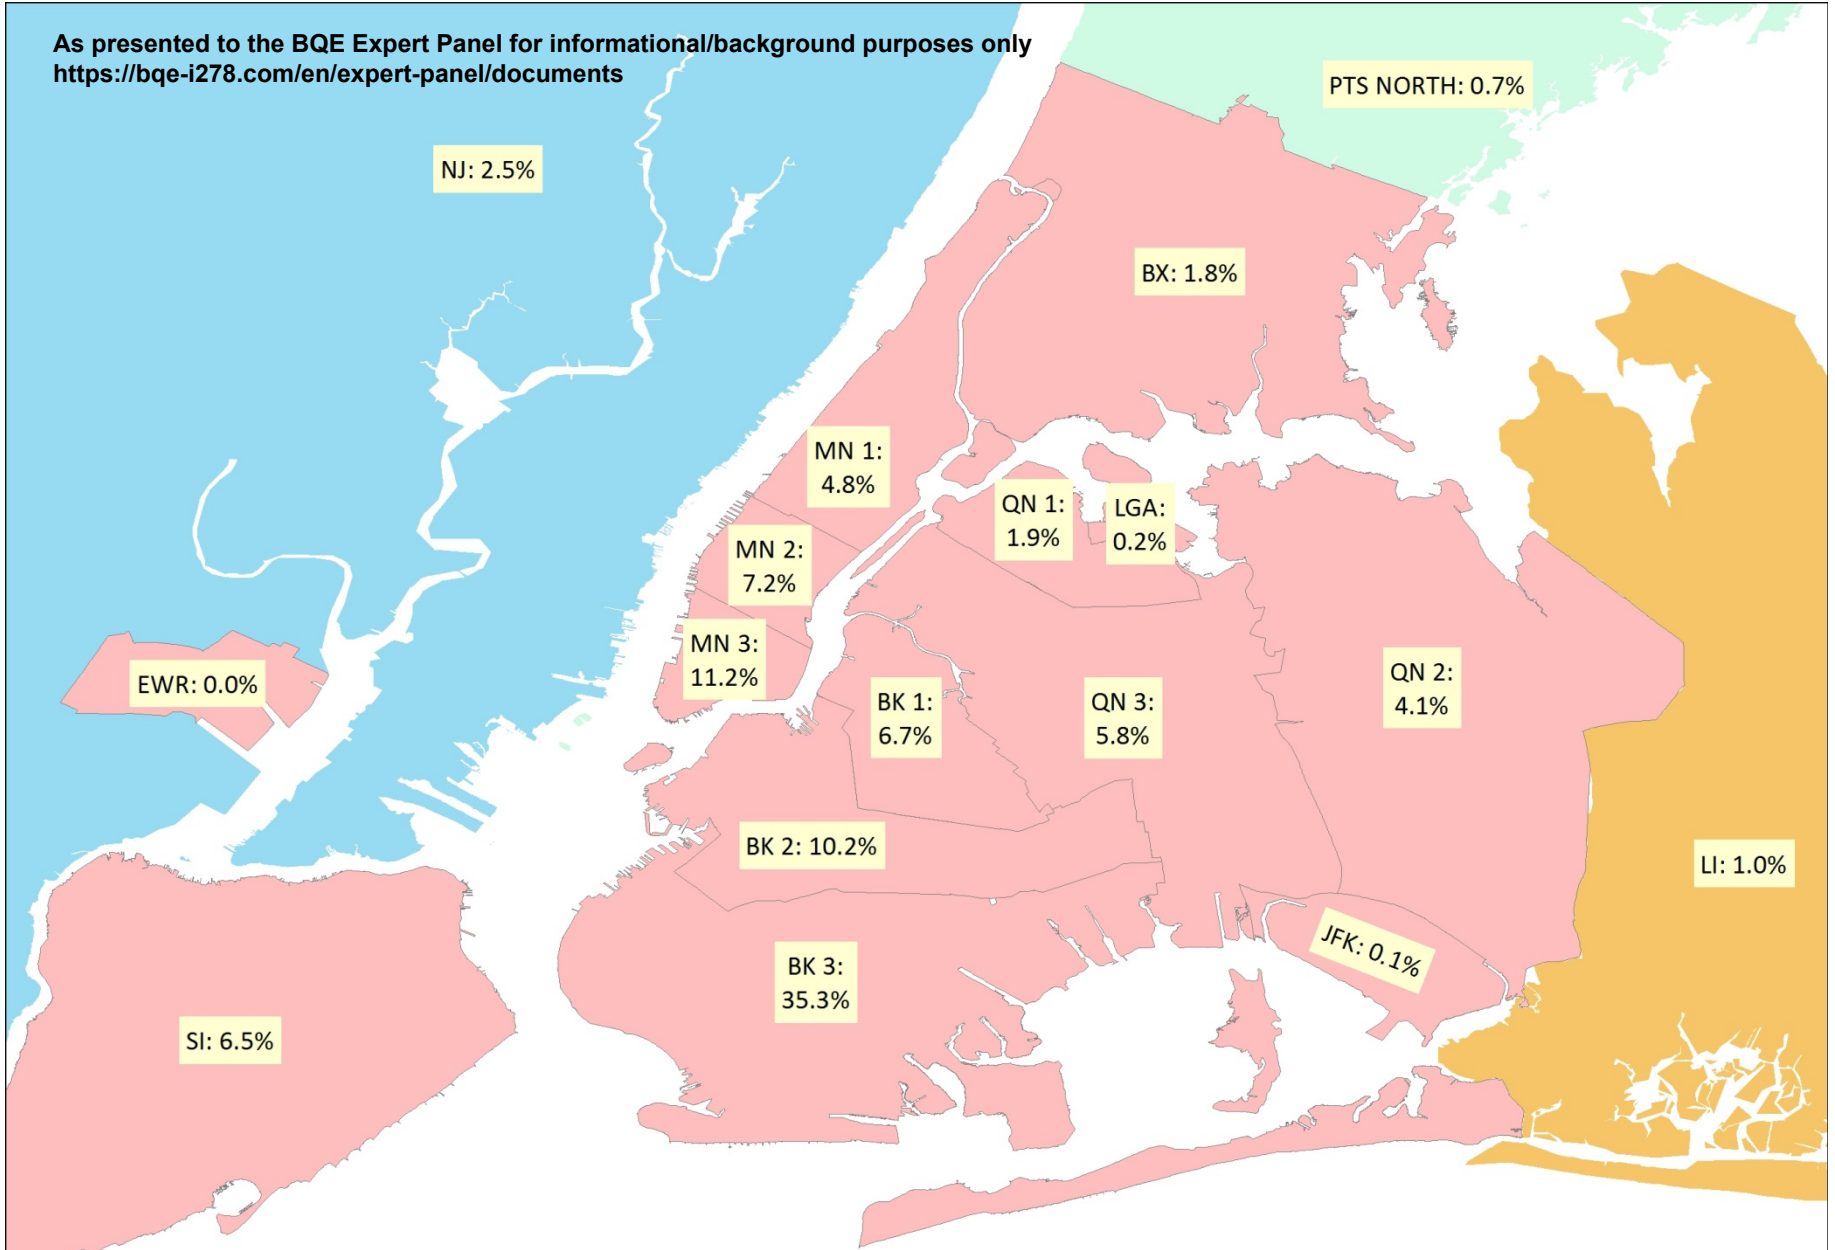 As presented to the BQE Expert Panel for informational/background purposes only
https://bqe-i278.com/en/expert-panel/documents
PTS NORTH: 0.7%
NJ: 2.5%
BX: 1.8%
MN 1:
4.8%
QN 1:
1.9%
LGA:
0.2%
MN 2:
7.2%
MN 3:
11.2%
EWR: 0.0%
BK 1:
6.7%
QN 3:
5.8%
QN 2:
4.1%
BK 2: 10.2%
LI: 1.0%
JFK: 0.1%
BK 3:
35.3%
SI: 6.5%